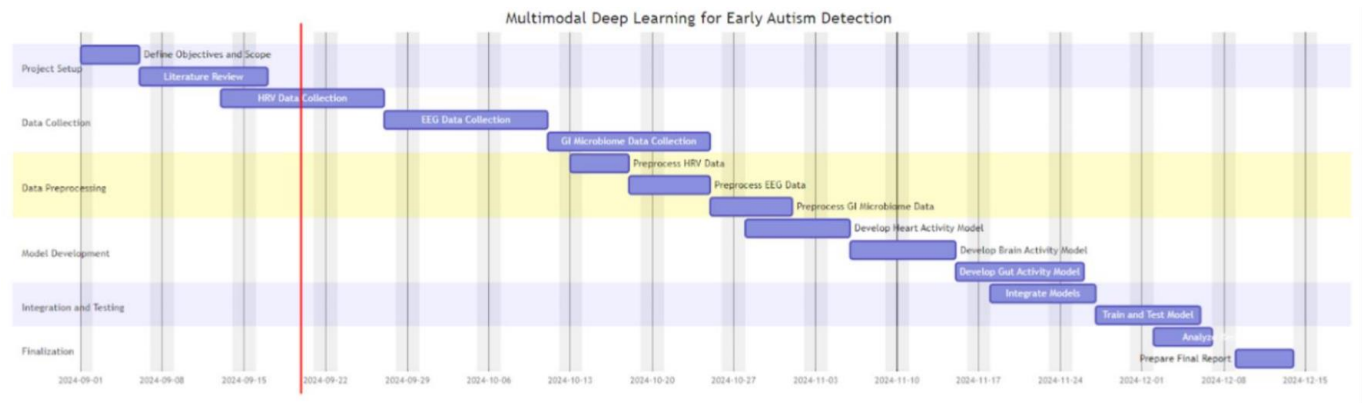 Multimodal Deep Learning for Early Autism Detection
Define Objectives and Scope
Project Setup
Literature Review
HRV Data Collection
Data Collection
EEG Data Collection
GI Microbiome Data Collection
Preprocess HRV Data
Data Preprocessing
Preprocess EEG Data
Preprocess GI Microbiome Data
Develop Heart Activity Model
Model Development
Develop Brain Activity Model
Develop Gut Activity Model
Integrate Models
Integration and Testing
Train and Test Model
Analyze
Finalization
Prepare Final Report
2024-09-01 2024-09-08 2024-09-15 2024-09-22 2024-09-29 2024-10-06 2024-10-13 2024-10-20 2024-10-27 2024-11-03 2024-11-10 2024-11-17 2024-11-24 2024-12-01 2024-12-08 2024-12-15